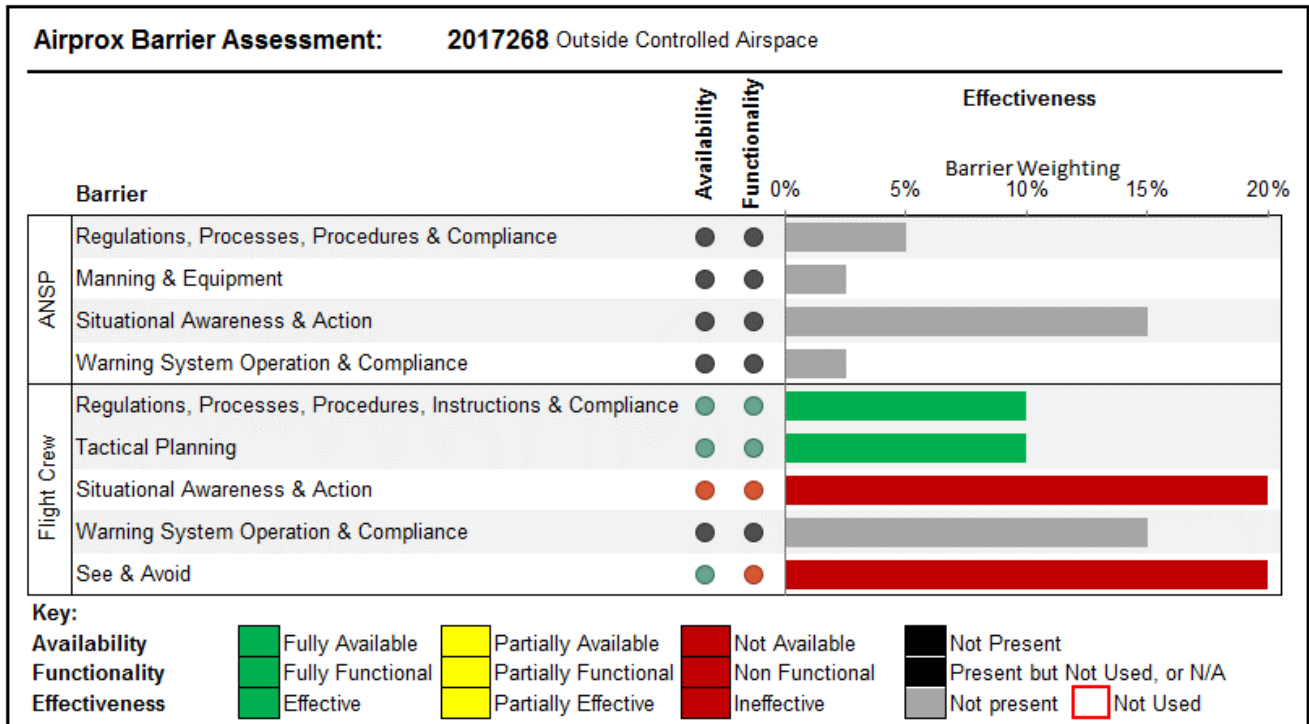 Airprox Barrier Assessment: 2017268 Outside Controlled Airspace
Availability
Functionality
Effectiveness
Barrier Weighting
Barrier
0% 5% 10% 15% 20%
ANSP
Regulations, Processes, Procedures & Compliance
Manning & Equipment
Situational Awareness & Action
Warning System Operation & Compliance
Flight Crew
Regulations, Processes, Procedures, Instructions & Compliance
Tactical Planning
Situational Awareness & Action
Warning System Operation & Compliance
See & Avoid
Key:
Availability Fully Available Partially Available Not Available Not Present
Functionality Fully Functional Partially Functional Non Functional Present but Not Used, or N/A
Effectiveness Effective Partially Effective Ineffective Not present Not Used